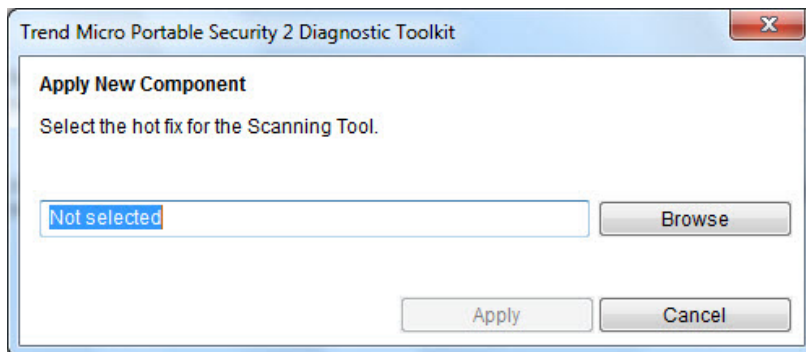 Trend Micro Portable Security 2 Diagnostic Toolkit
Apply New Component
Select the hot fix for the Scanning Tool.
Not selected
Browse
Apply
Cancel